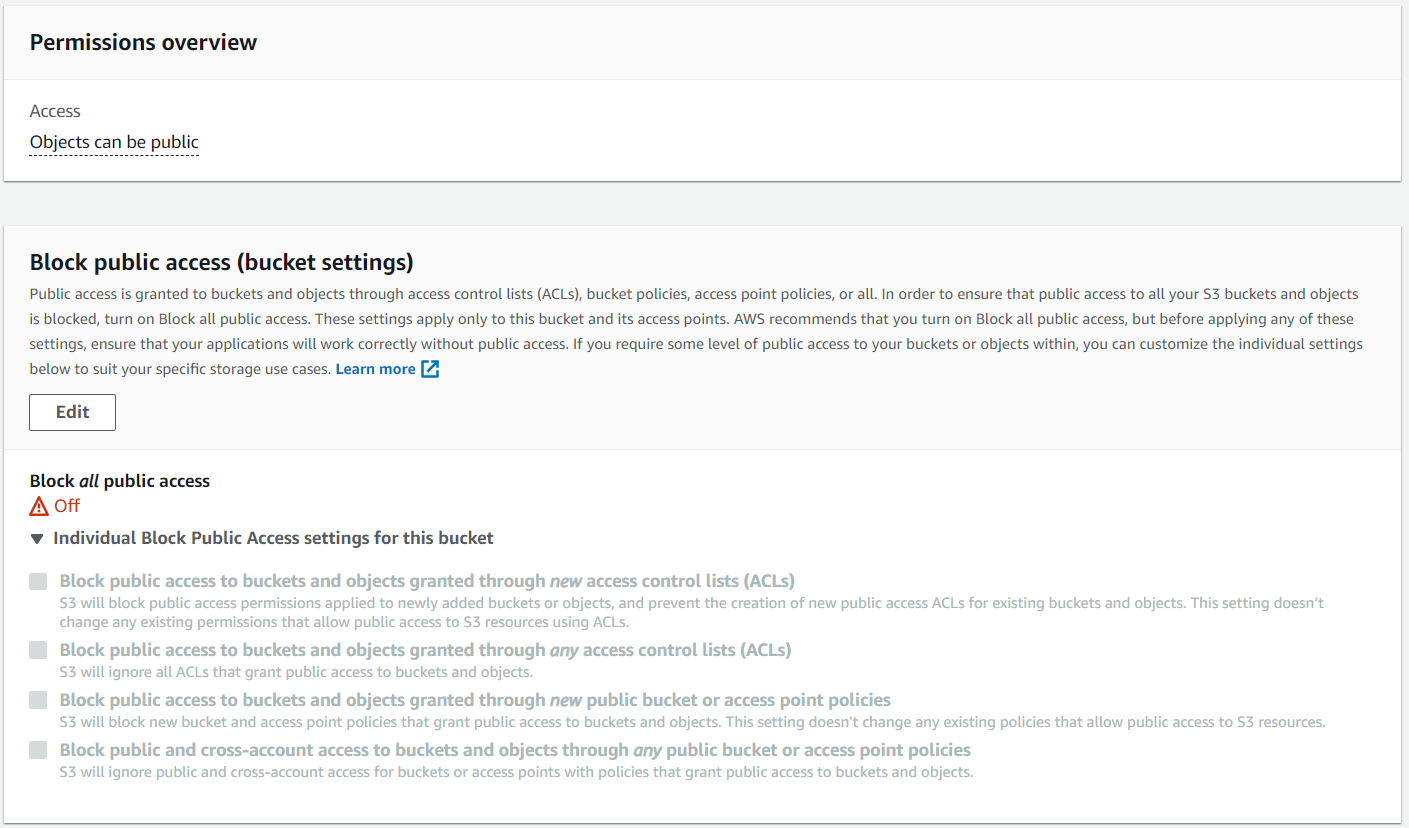 Permissions overview
Access
Objects can be public
Block public access (bucket settings)
Public access is granted to buckets and objects through access control lists (ACLs), bucket policies, access point policies, or all. In order to ensure that public access to all your S3 buckets and objects
is blocked, turn on Block all public access. These settings apply only to this bucket and its access points. AWS recommends that you turn on Block all public access, but before applying any of these
settings, ensure that your applications will work correctly without public access. If you require some level of public access to your buckets or objects within, you can customize the individual settings
below to suit your specific storage use cases. Learn more
Edit
Block all public access
Off
Individual Block Public Access settings for this bucket
Block public access to buckets and objects granted through new access control lists (ACLs)
S3 will block public access permissions applied to newly added buckets or objects, and prevent the creation of new public access ACLs for existing buckets and objects. This setting doesn't
change any existing permissions that allow public access to S3 resources using ACLs.
Block public access to buckets and objects granted through any access control lists (ACLs)
S3 will ignore all ACLs that grant public access to buckets and objects.
Block public access to buckets and objects granted through new public bucket or access point policies
S3 will block new bucket and access point policies that grant public access to buckets and objects. This setting doesn't change any existing policies that allow public access to S3 resources.
Block public and cross-account access to buckets and objects through any public bucket or access point policies
S3 will ignore public and cross-account access for buckets or access points with policies that grant public access to buckets and objects.